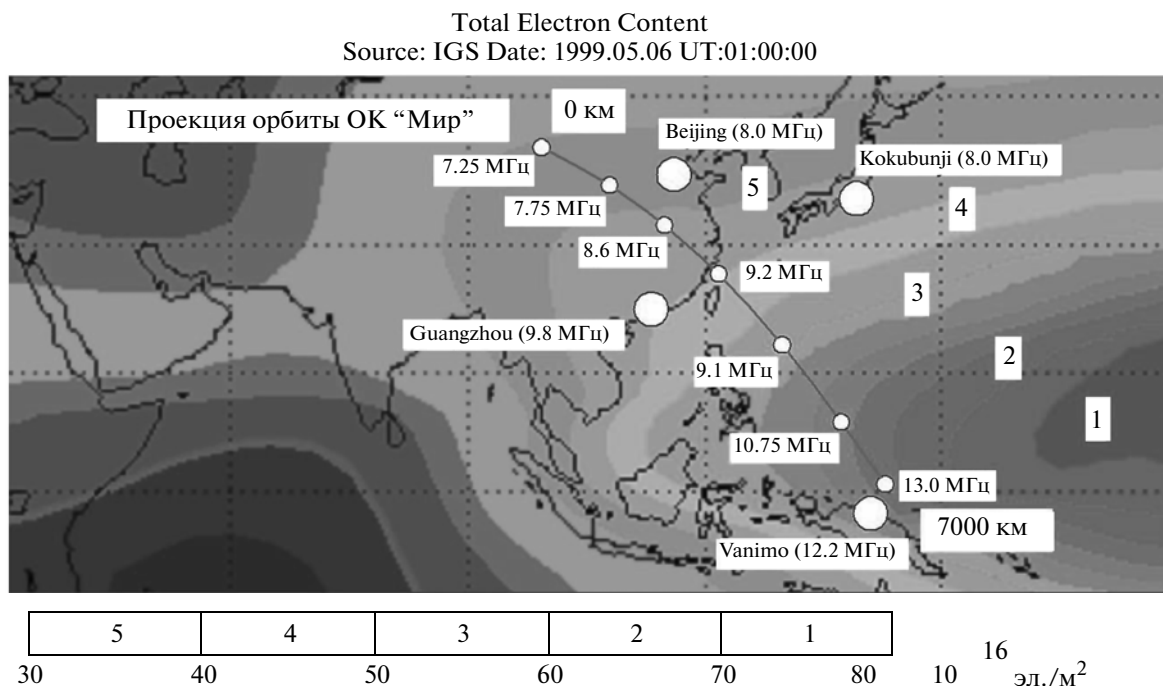 Total Electron Content
Source: IGS Date: 1999.05.06 UT:01:00:00
Проекция орбиты ОК “Мир”
0 км
Beijing (8.0 МГц)
Kokubunji (8.0 МГц)
7.25 МГц
5
7.75 МГц
4
8.6 МГц
9.2 МГц
3
Guangzhou (9.8 МГц)
2
9.1 МГц
1
10.75 МГц
13.0 МГц
7000 км
Vanimo (12.2 МГц)
5 4 3 2 1
30 40 50 60 70 80 10 16 эл./м2